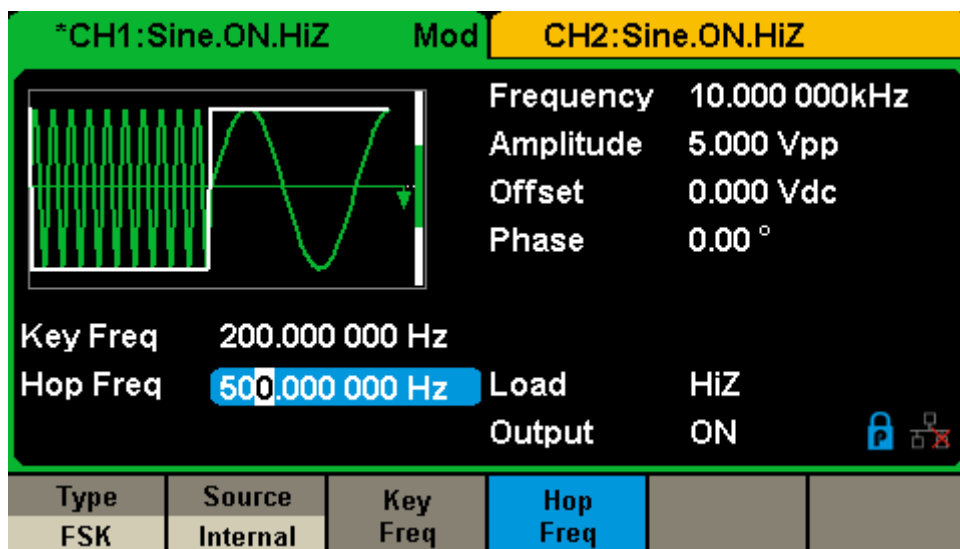 *CH1:Sine.ON.HiZ Mod CH2:Sine.ON.HiZ
Frequency 10.000 000kHz
Amplitude 5.000 Vpp
Offset 0.000 Vdc
Phase 0.00 °
Key Freq 200.000 000 Hz
Hop Freq 500.000 000 Hz Load HiZ
Output ON P
Type Source Key Hop
FSK Internal Freq Freq